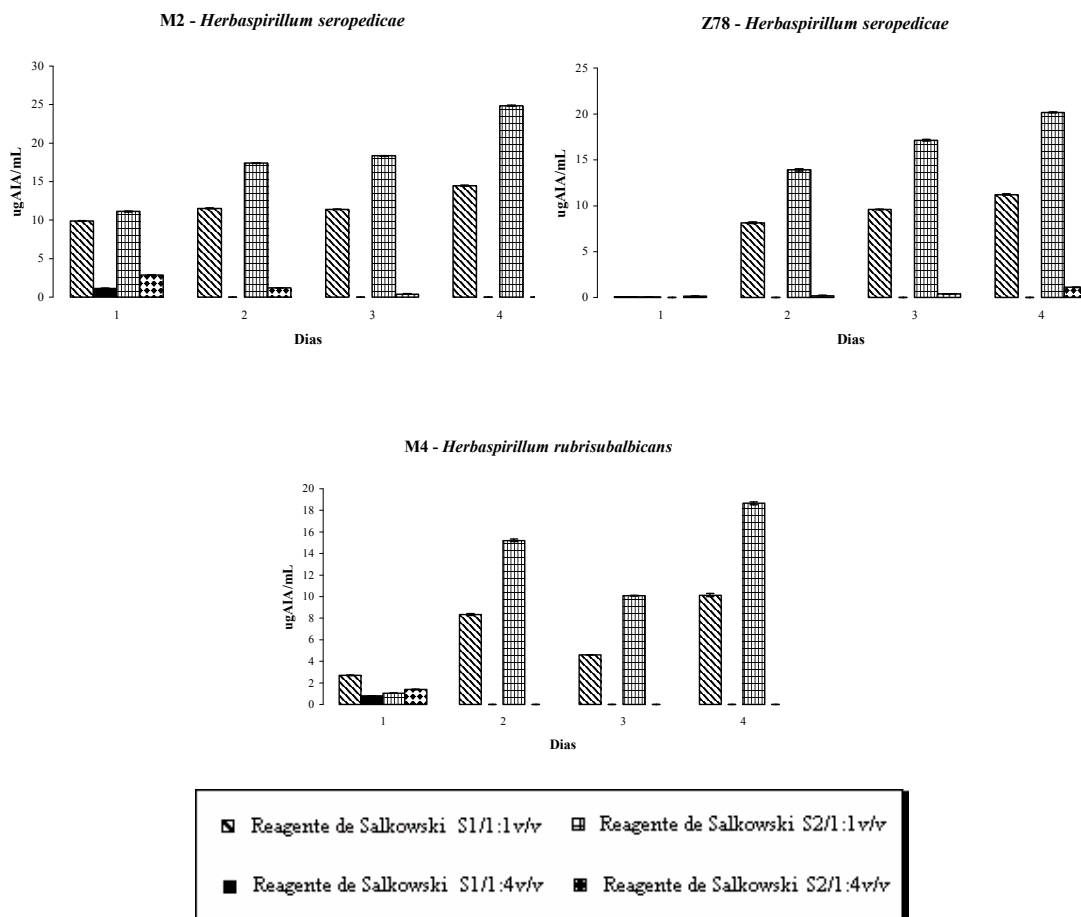 M2 - Herbaspirillum seropedicae
ugAIA/mL
30
25
20
15
10
5
0
1 2 3 4
Dias
Z78 - Herbaspirillum seropedicae
ugAIA/mL
25
20
15
10
5
0
1 2 3 4
Dias
M4 - Herbaspirillum rubrisubalbicans
ugAIA/mL
20
18
16
14
12
10
8
6
4
2
0
1 2 3 4
Dias
Reagente de Salkowski S1/1:1v/v Reagente de Salkowski S2/1:1v/v
Reagente de Salkowski S1/1:4v/v Reagente de Salkowski S2/1:4v/v